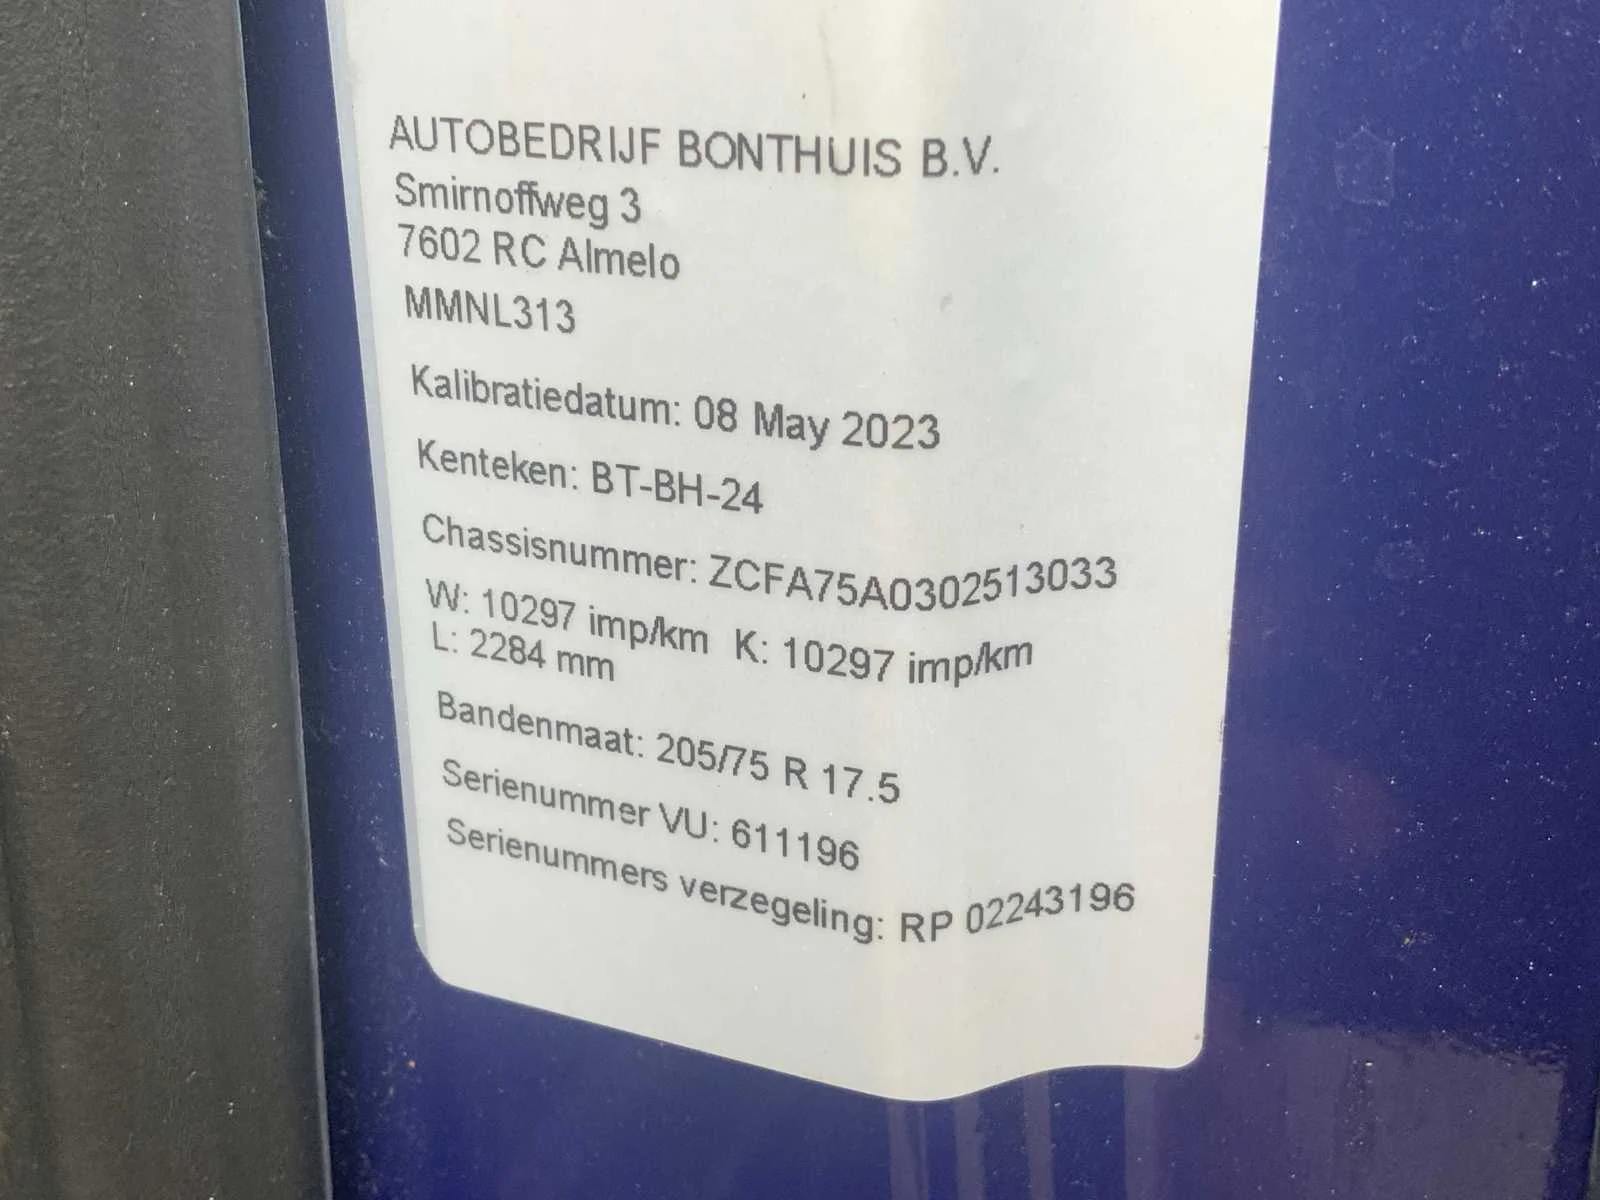 AUTOBEDRIJF BONTHUIS B.V.
Smirnoffweg 3
7602 RC Almelo
MMNL313
Kalibratiedatum: 08 May 2023
Kenteken: BT-BH-24
Chassisnummer: ZCFA75A0302513033
W: 10297 imp/km K: 10297 imp/km
L: 2284 mm
Bandenmaat: 205/75 R 17.5
Serienummer VU: 611196
Serienummers verzegeling: RP 02243196